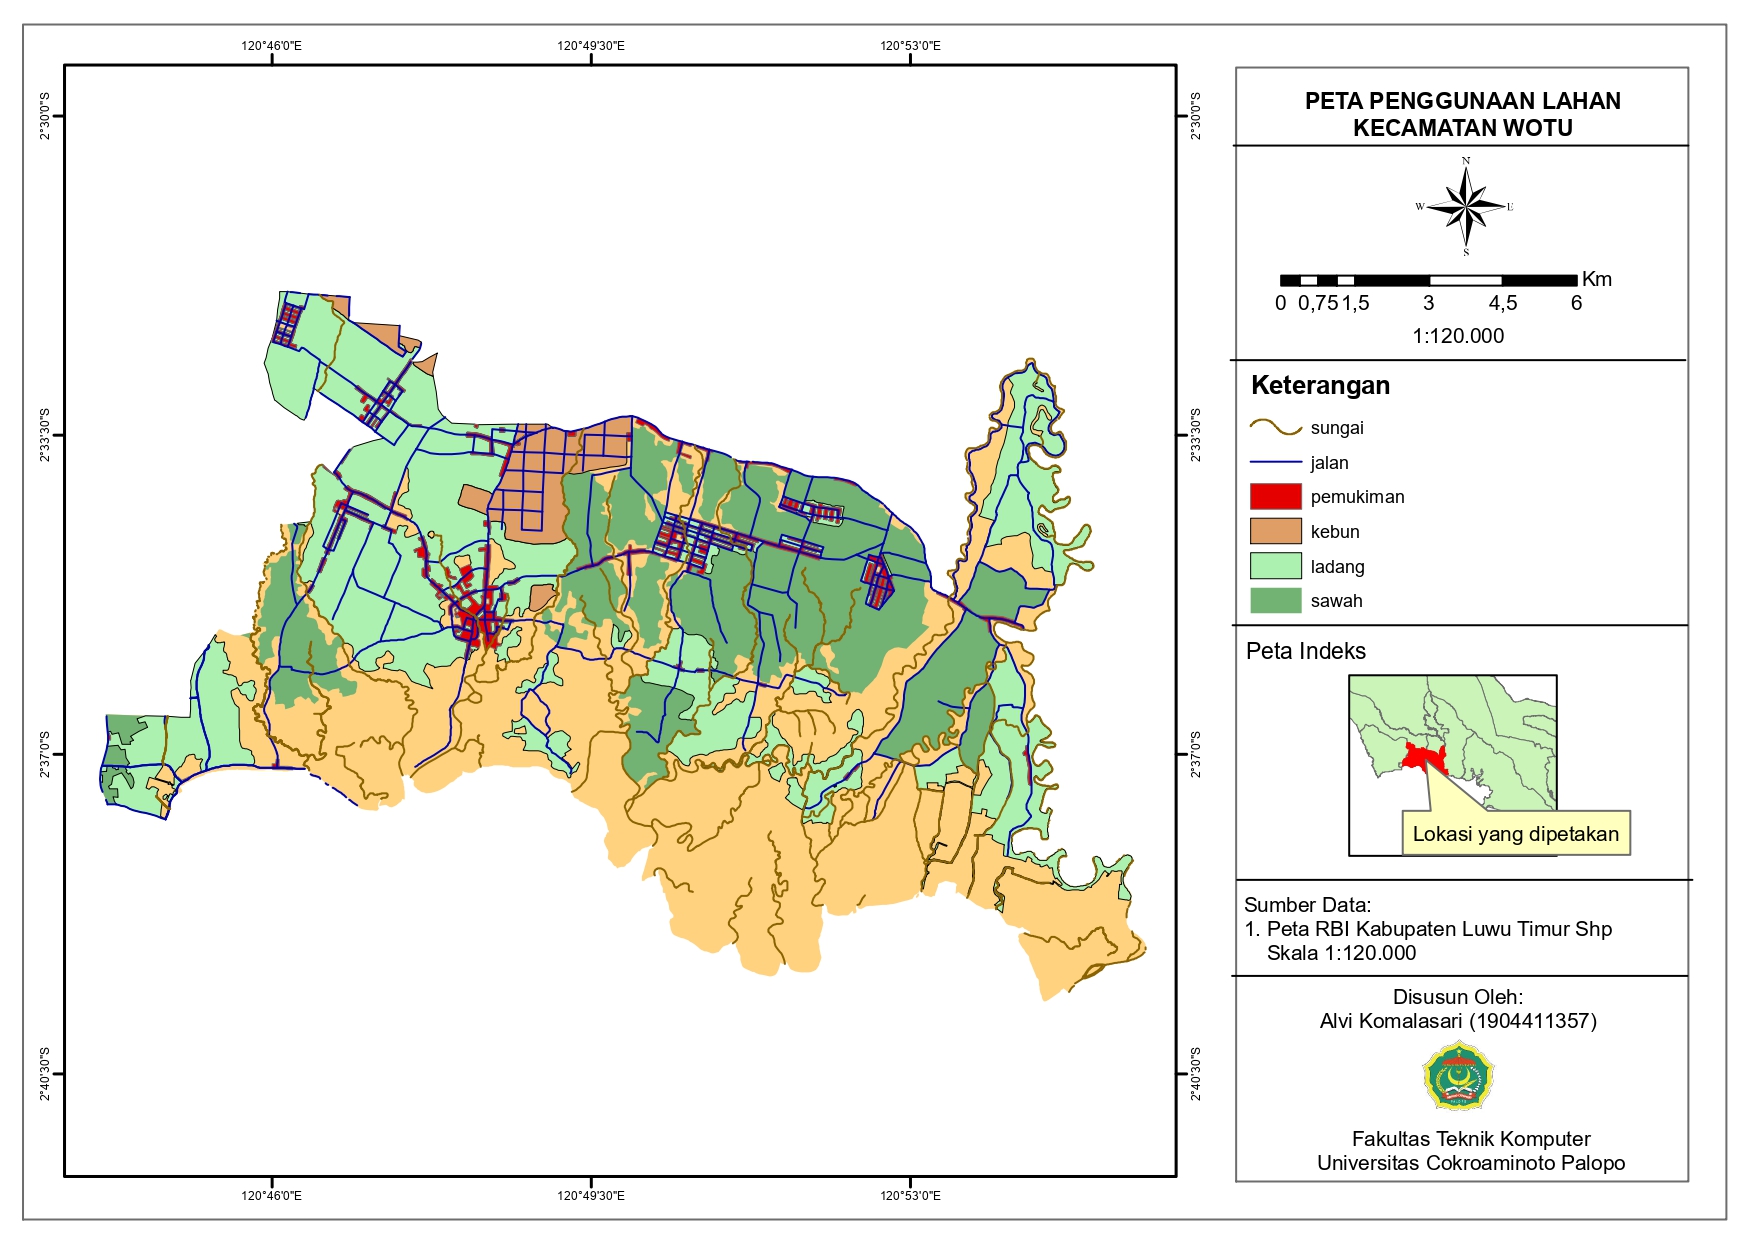 120°46'0"E
120°49'30"E
120°53'0"E
2°30'0"S
2°30'0"S
2°33'30"S
2°33'30"S
2°37'0"S
2°37'0"S
2°40'30"S
2°40'30"S
120°46'0"E
120°49'30"E
120°53'0"E
PETA PENGGUNAAN LAHAN
KECAMATAN WOTU
N
W
E
S
Km
0 0,75 1,5 3 4,5 6
1:120.000
Keterangan
sungai
jalan
pemukiman
kebun
ladang
sawah
Peta Indeks
Lokasi yang dipetakan
Sumber Data:
1. Peta RBI Kabupaten Luwu Timur Shp
Skala 1:120.000
Disusun Oleh:
Alvi Komalasari (1904411357)
Fakultas Teknik Komputer
Universitas Cokroaminoto Palopo